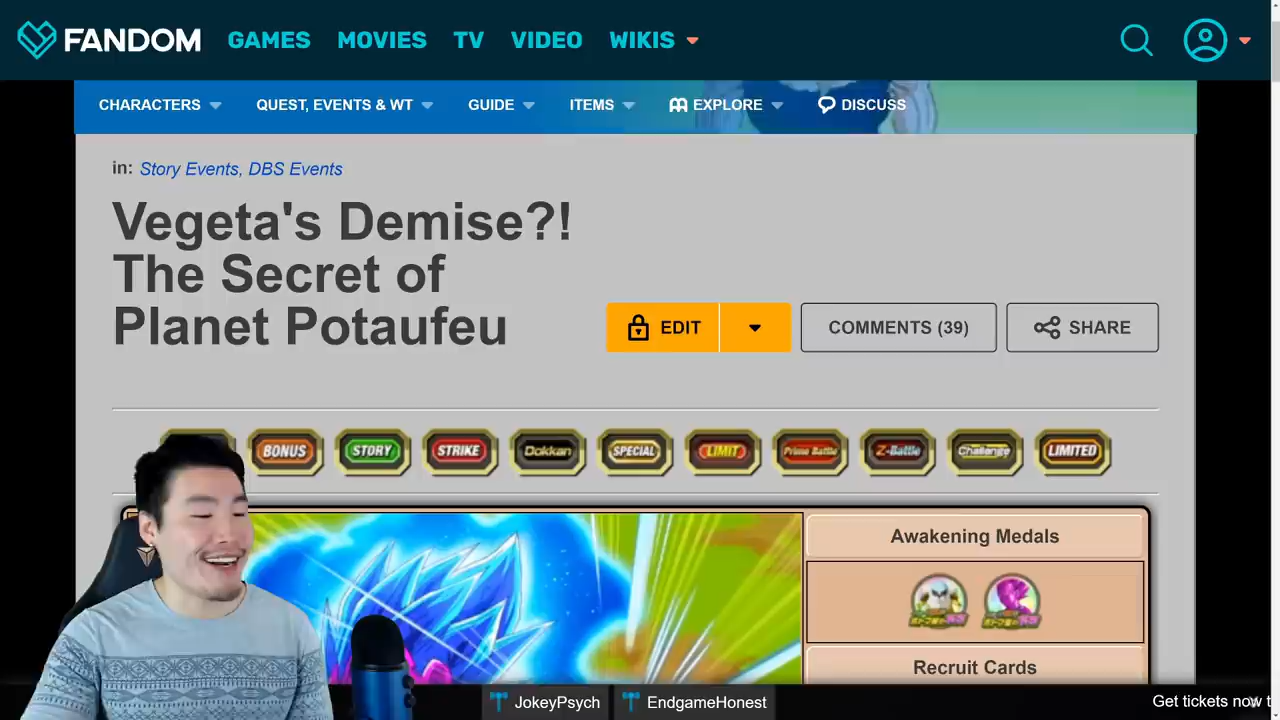 FANDOM GAMES MOVIES TV VIDEO WIKIS
CHARACTERS QUEST, EVENTS & WT GUIDE ITEMS EXPLORE DISCUSS
in: Story Events, DBS Events
Vegeta's Demise?!
The Secret of
Planet Potaufeu
EDIT COMMENTS (39) SHARE
BONUS STORY STRIKE Dokkan SPECIAL LIMIT Prime Battle Z-Battle Challenge LIMITED
Awakening Medals
Recruit Cards
JokeyPsych EndgameHonest
Get tickets now t